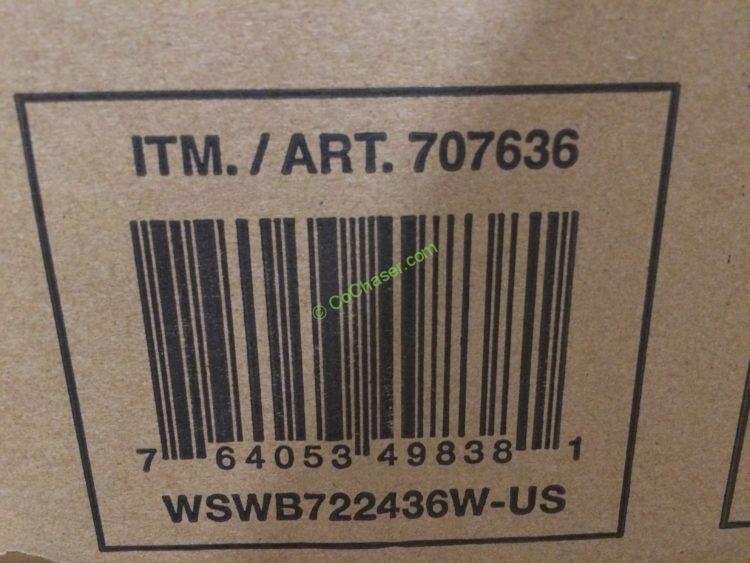 ITM. / ART. 707636
© CoChaser.com
7 64053 49838 1
WSWB722436W-US